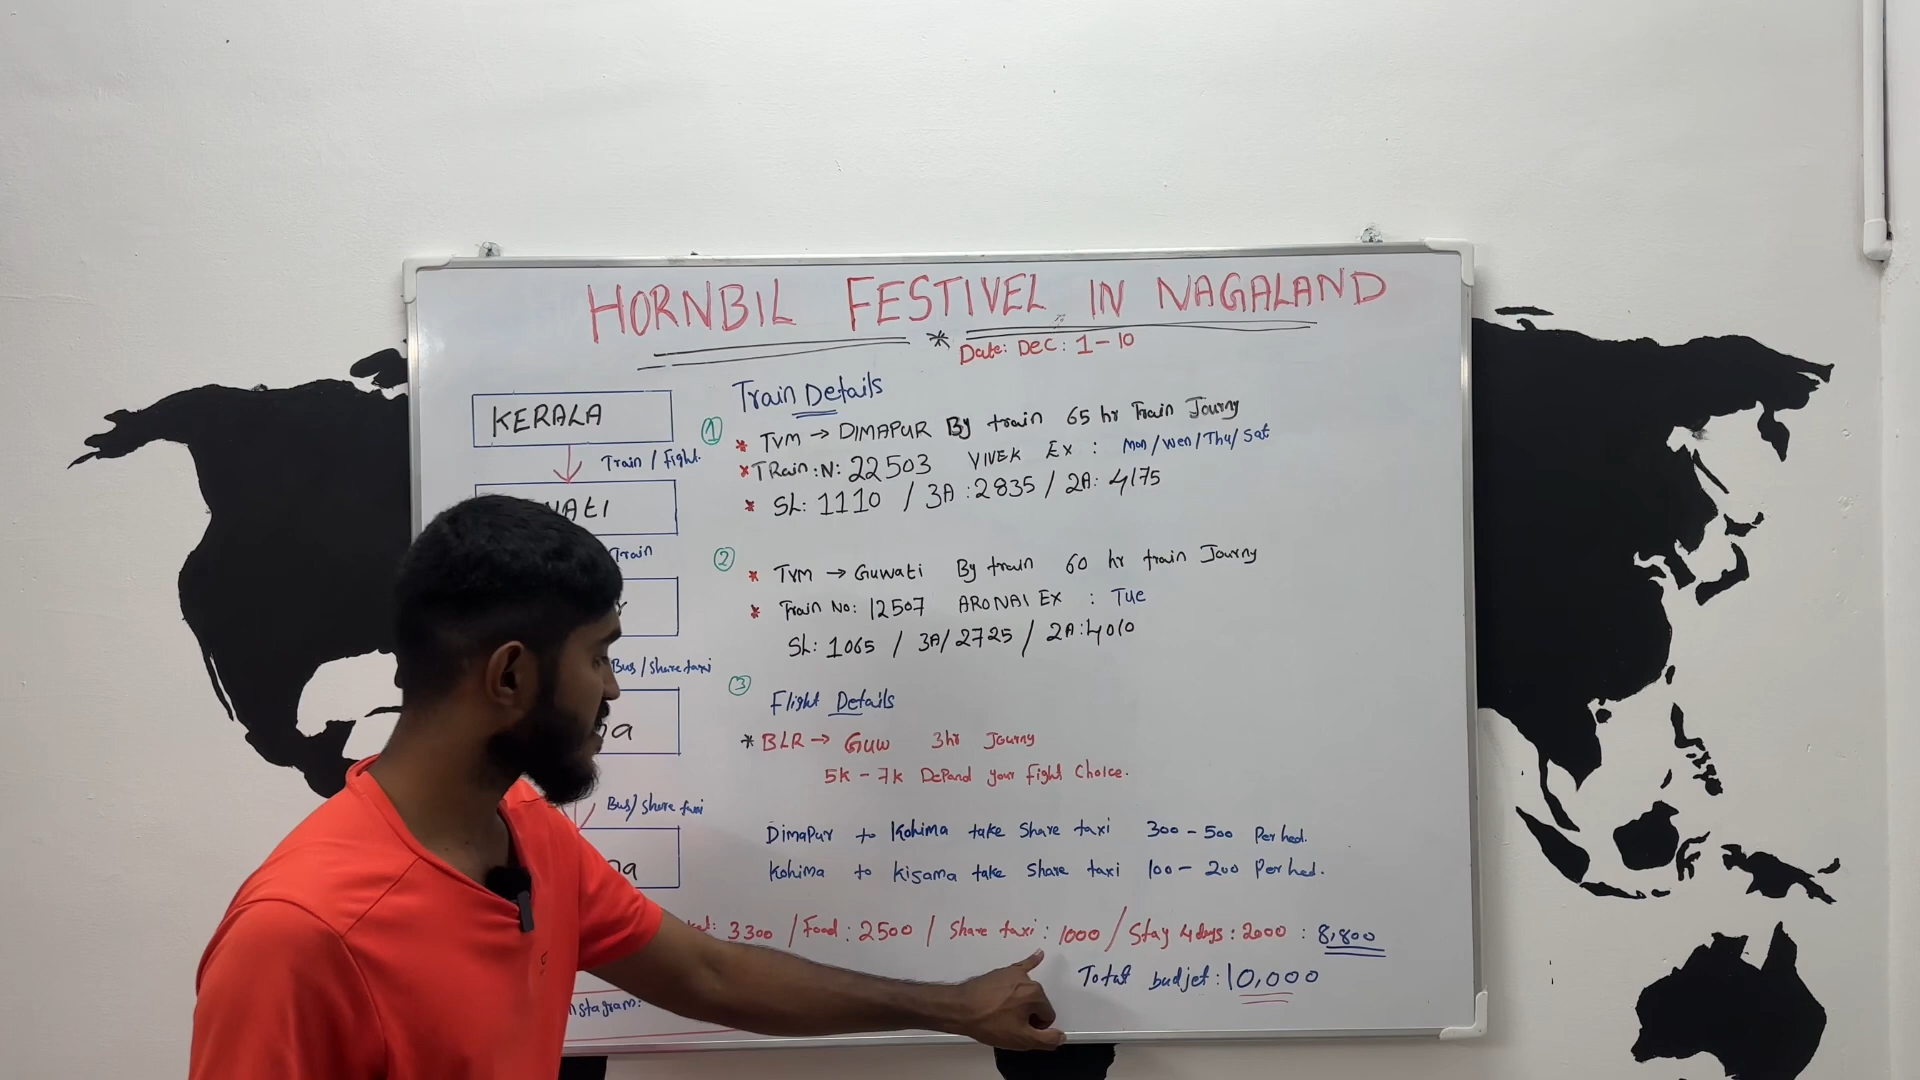 HORNBIL FESTIVEL IN NAGALAND
* Date: DEC: 1-10
KERALA
Train / Fight.
Train
Bus/share taxi
Bus/share taxi
Train Details
① * TVM → DIMAPUR By train 65 hr Train Journy
* TRain:N: 22503 VIVEK EX : Mon/Wen/Thu/Sat
* SL: 1110 / 3A:2835 / 2A: 4175
② * TVM → Guwati By train 60 hr train Journy
* Train No: 12507 ARONAI EX : Tue
SL: 1065 / 3A/2725 / 2A:4010
③ Flight Details
* BLR → Guw 3hr Journy
5k - 7k DePand your Fight Choice.
DimaPur to Kohima take Share taxi 300 - 500 Per hed.
Kohima to Kisama take Share taxi 100 - 200 Per hed.
3300 / Food: 2500 / Share taxi: 1000 / Stay 4days: 2000 : 8,800
Total budjet: 10,000
nstagram: